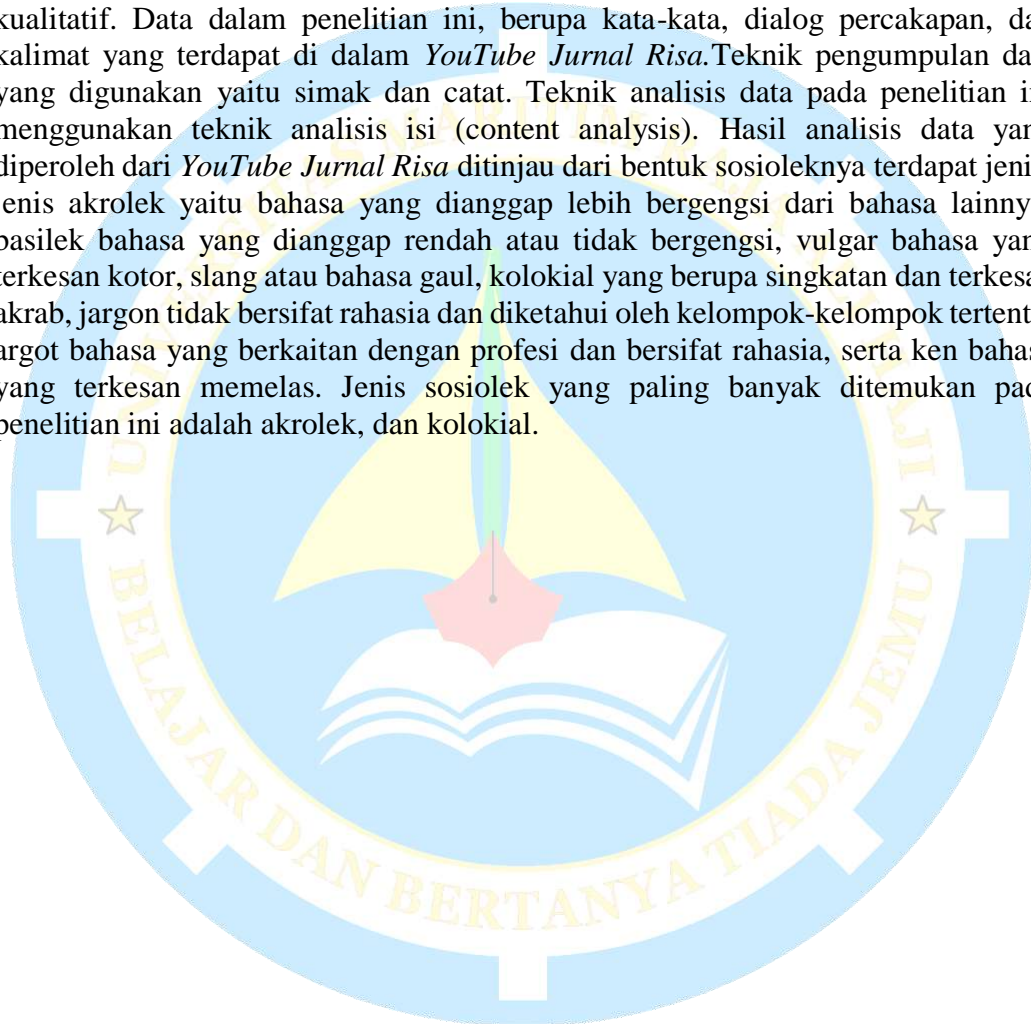 kualitatif. Data dalam penelitian ini, berupa kata-kata, dialog percakapan, da
kalimat yang terdapat di dalam YouTube Jurnal Risa.Teknik pengumpulan da
yang digunakan yaitu simak dan catat. Teknik analisis data pada penelitian i
menggunakan teknik analisis isi (content analysis). Hasil analisis data yan
diperoleh dari YouTube Jurnal Risa ditinjau dari bentuk sosioleknya terdapat jeni
jenis akrolek yaitu bahasa yang dianggap lebih bergengsi dari bahasa lainny
basilek bahasa yang dianggap rendah atau tidak bergengsi, vulgar bahasa yan
terkesan kotor, slang atau bahasa gaul, kolokial yang berupa singkatan dan terkesa
akrab, jargon tidak bersifat rahasia dan diketahui oleh kelompok-kelompok tertent
argot bahasa yang berkaitan dengan profesi dan bersifat rahasia, serta ken bahas
yang terkesan memelas. Jenis sosiolek yang paling banyak ditemukan pad
penelitian ini adalah akrolek, dan kolokial.
UNIVERSITAS MARITIM RAJA ALI HAJI
BELAJAR DAN BERTANYA TIADA JEMU